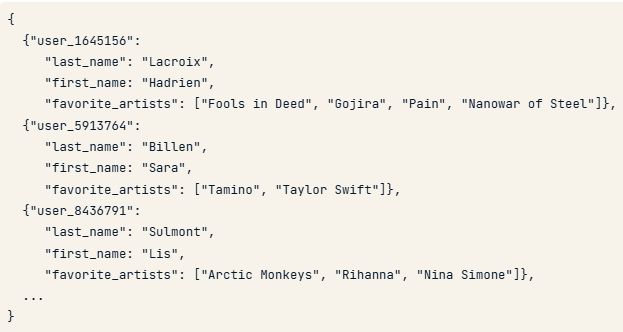 {
  {"user_1645156":
     "last_name": "Lacroix",
     "first_name: "Hadrien",
     "favorite_artists": ["Fools in Deed", "Gojira", "Pain", "Nanowar of Steel"]},
  {"user_5913764":
     "last_name": "Billen",
     "first_name: "Sara",
     "favorite_artists": ["Tamino", "Taylor Swift"]},
  {"user_8436791":
     "last_name": "Sulmont",
     "first_name: "Lis",
     "favorite_artists": ["Arctic Monkeys", "Rihanna", "Nina Simone"]},
  ...
}